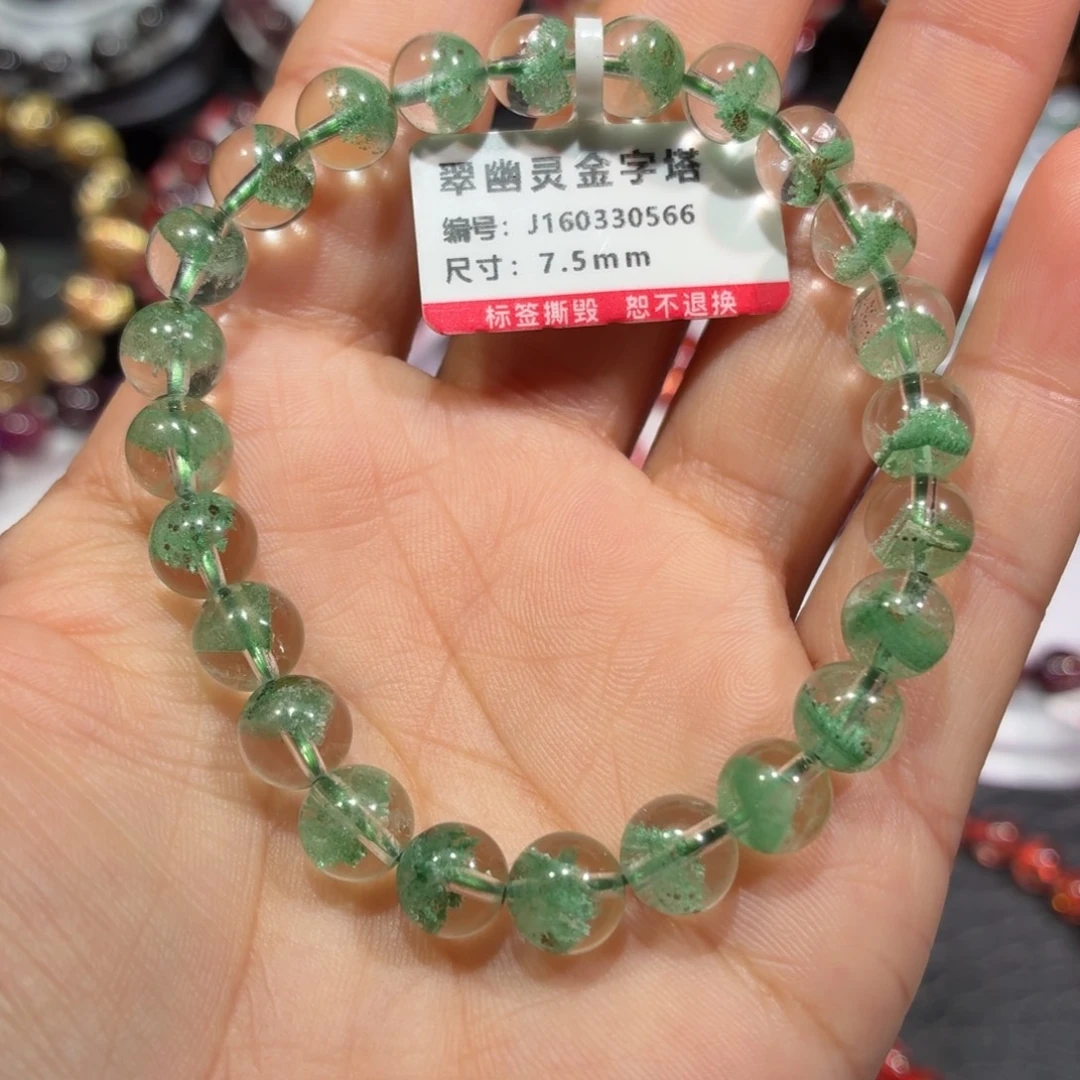 翠幽灵金字塔
编号：J160330566
尺寸：7.5mm
标签撕毁 恕不退换